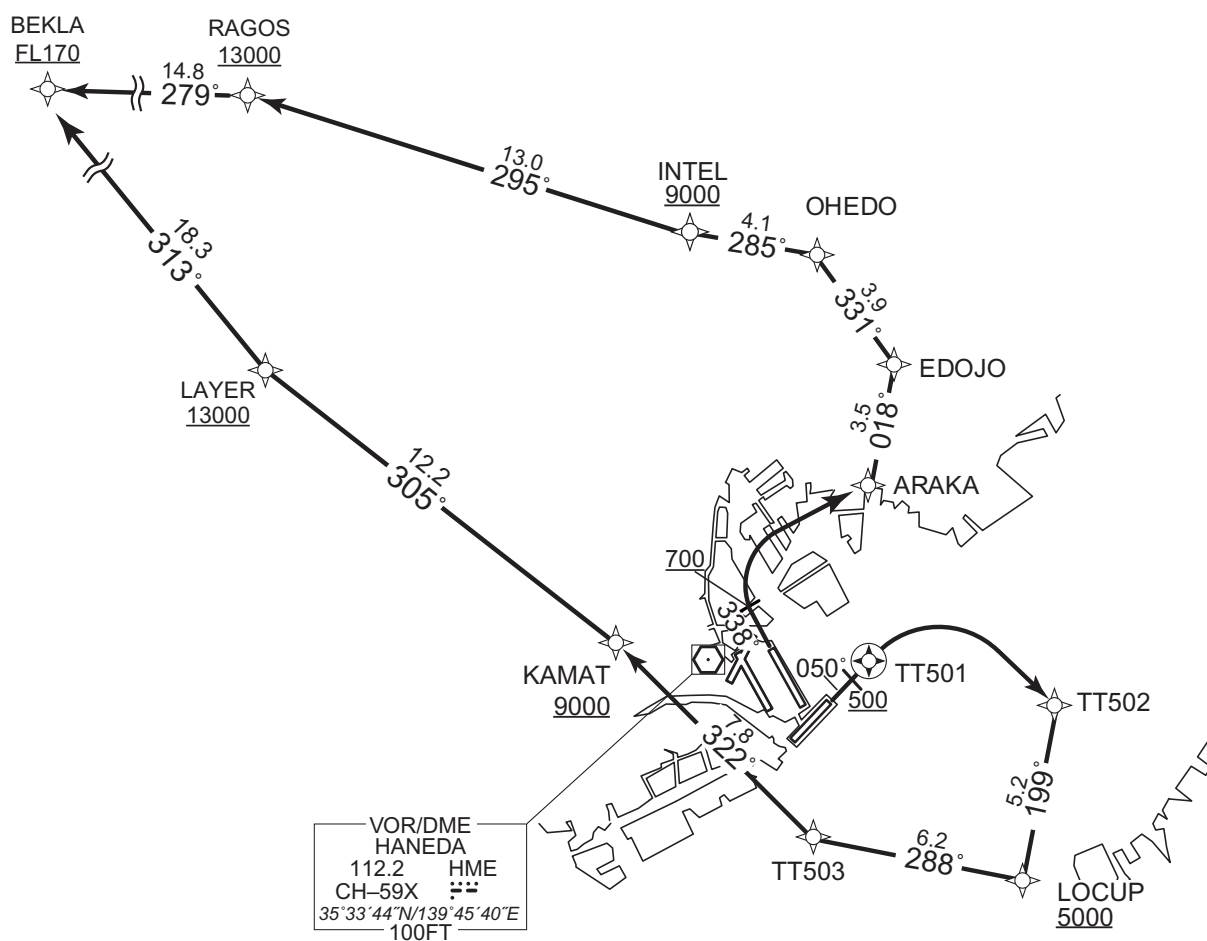 BEKLA
FL170
RAGOS
13000
14.8
279°
13.0
295°
INTEL
9000
4.1
285°
OHEDO
3.9
331°
EDOJO
3.5
018°
ARAKA
18.3
313°
LAYER
13000
12.2
305°
700
338°
KAMAT
9000
050°
500
TT501
TT502
7.8
322°
5.2
199°
TT503
6.2
288°
LOCUP
5000
VOR/DME
HANEDA
112.2 HME
CH–59X
35°33´44˝N/139°45´40˝E
100FT